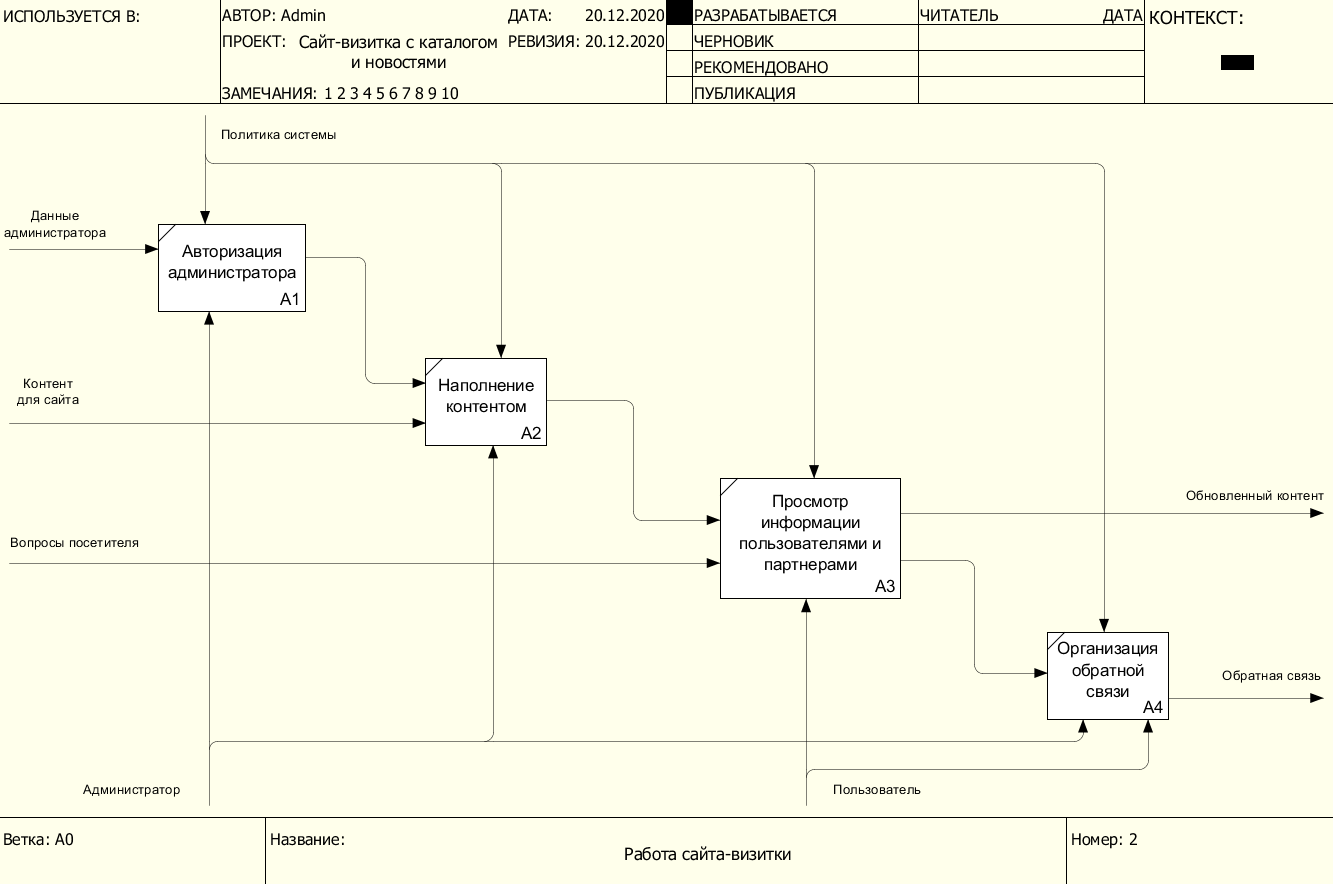 ИСПОЛЬЗУЕТСЯ В:
АВТОР: Admin
ДАТА: 20.12.2020
ПРОЕКТ: Сайт-визитка с каталогом
и новостями
РЕВИЗИЯ: 20.12.2020
ЗАМЕЧАНИЯ: 1 2 3 4 5 6 7 8 9 10
РАЗРАБАТЫВАЕТСЯ
ЧЕРНОВИК
РЕКОМЕНДОВАНО
ПУБЛИКАЦИЯ
ЧИТАТЕЛЬ
ДАТА
КОНТЕКСТ:
Политика системы
Данные
администратора
Авторизация
администратора
A1
Контент
для сайта
Наполнение
контентом
A2
Вопросы посетителя
Просмотр
информации
пользователями и
партнерами
A3
Обновленный контент
Организация
обратной
связи
A4
Обратная связь
Администратор
Пользователь
Ветка: A0
Название:
Работа сайта-визитки
Номер: 2